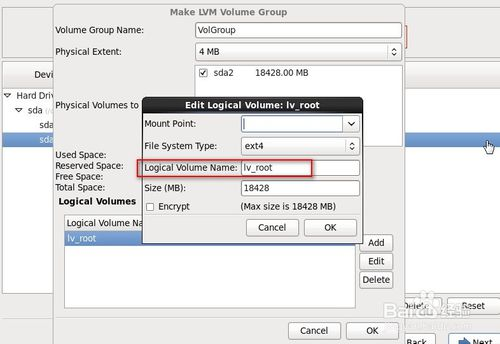 Make LVM Volume Group
Volume Group Name: VolGroup
Physical Extent: 4 MB
sda2 18428.00 MB
Physical Volumes to
Devi
Hard Driv
sda
sda
sda
Edit Logical Volume: lv_root
Mount Point:
File System Type: ext4
Logical Volume Name: lv_root
Size (MB): 18428
Encrypt (Max size is 18428 MB)
Cancel OK
Used Space:
Reserved Space:
Free Space:
Total Space:
Logical Volumes
Logical Volume Na
lv_root
Add
Edit
Delete
Delete Reset
Cancel OK
Back Next